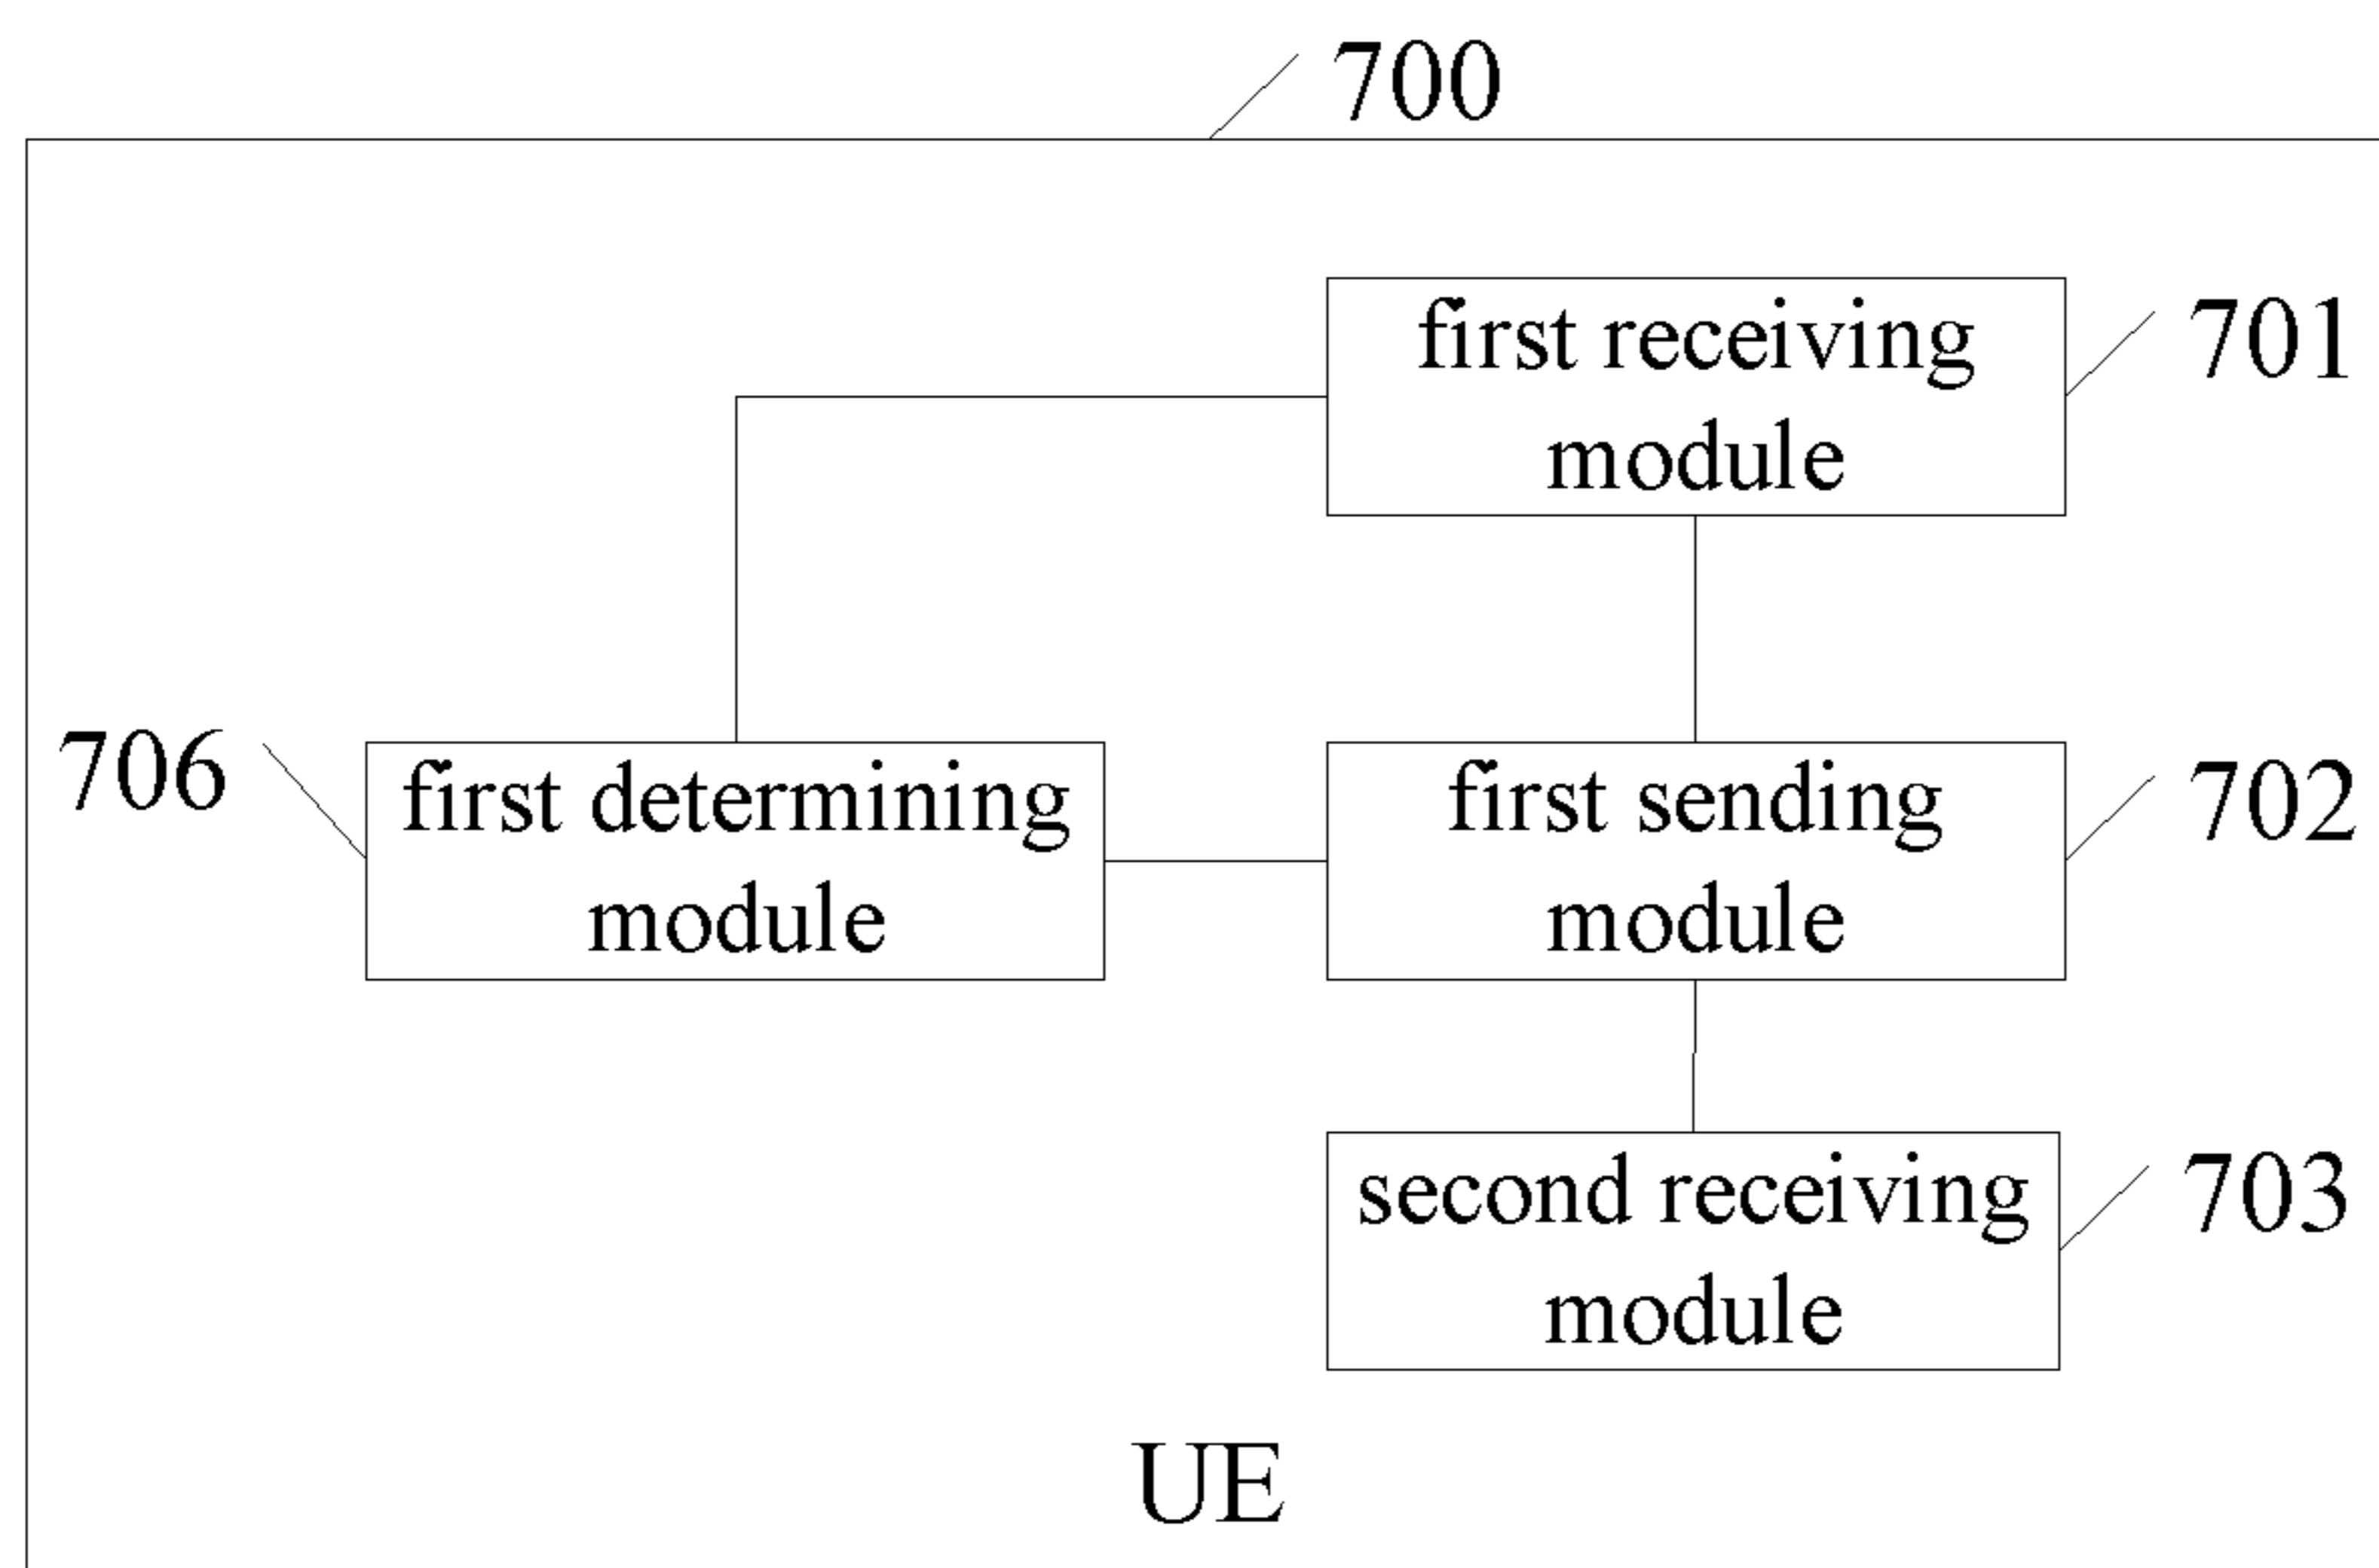 700
first receiving
module
701
706
first determining
module
first sending
module
702
second receiving
module
703
UE